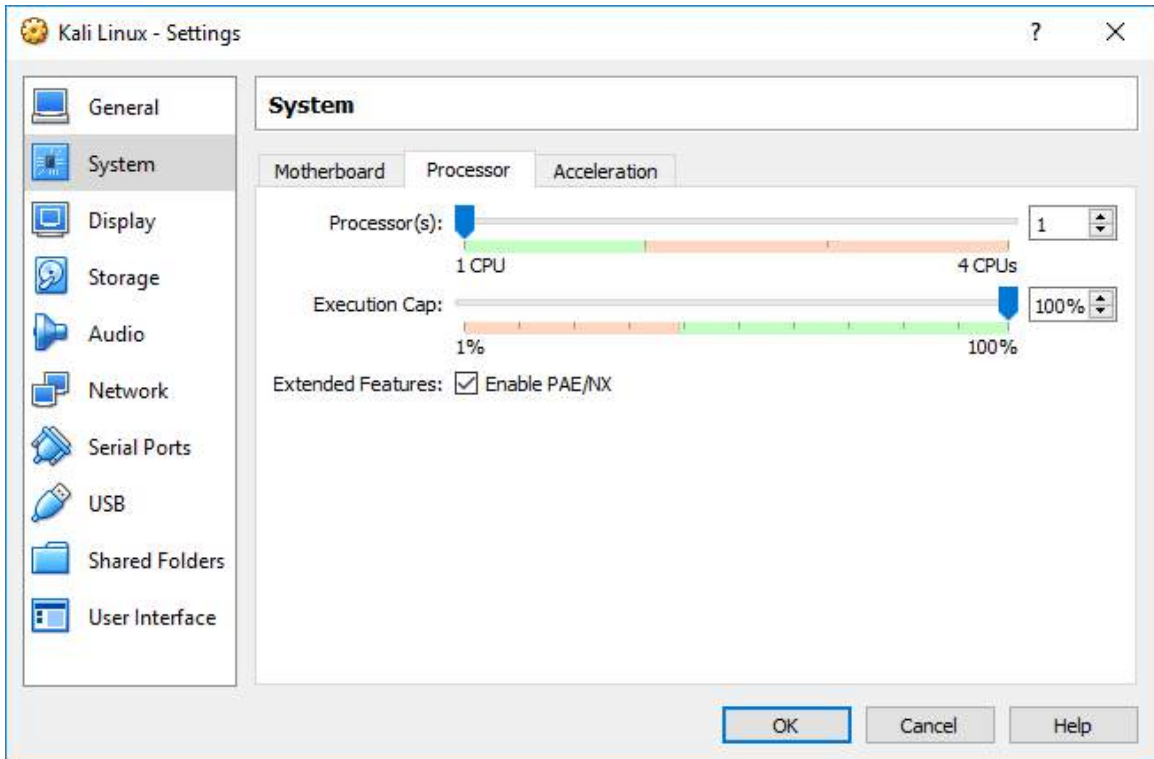 Kali Linux - Settings
?
General
System
Display
Storage
Audio
Network
Serial Ports
USB
Shared Folders
User Interface
System
Motherboard Processor Acceleration
Processor(s): 1
1 CPU 4 CPUs
Execution Cap: 100%
1% 100%
Extended Features: Enable PAE/NX
OK Cancel Help